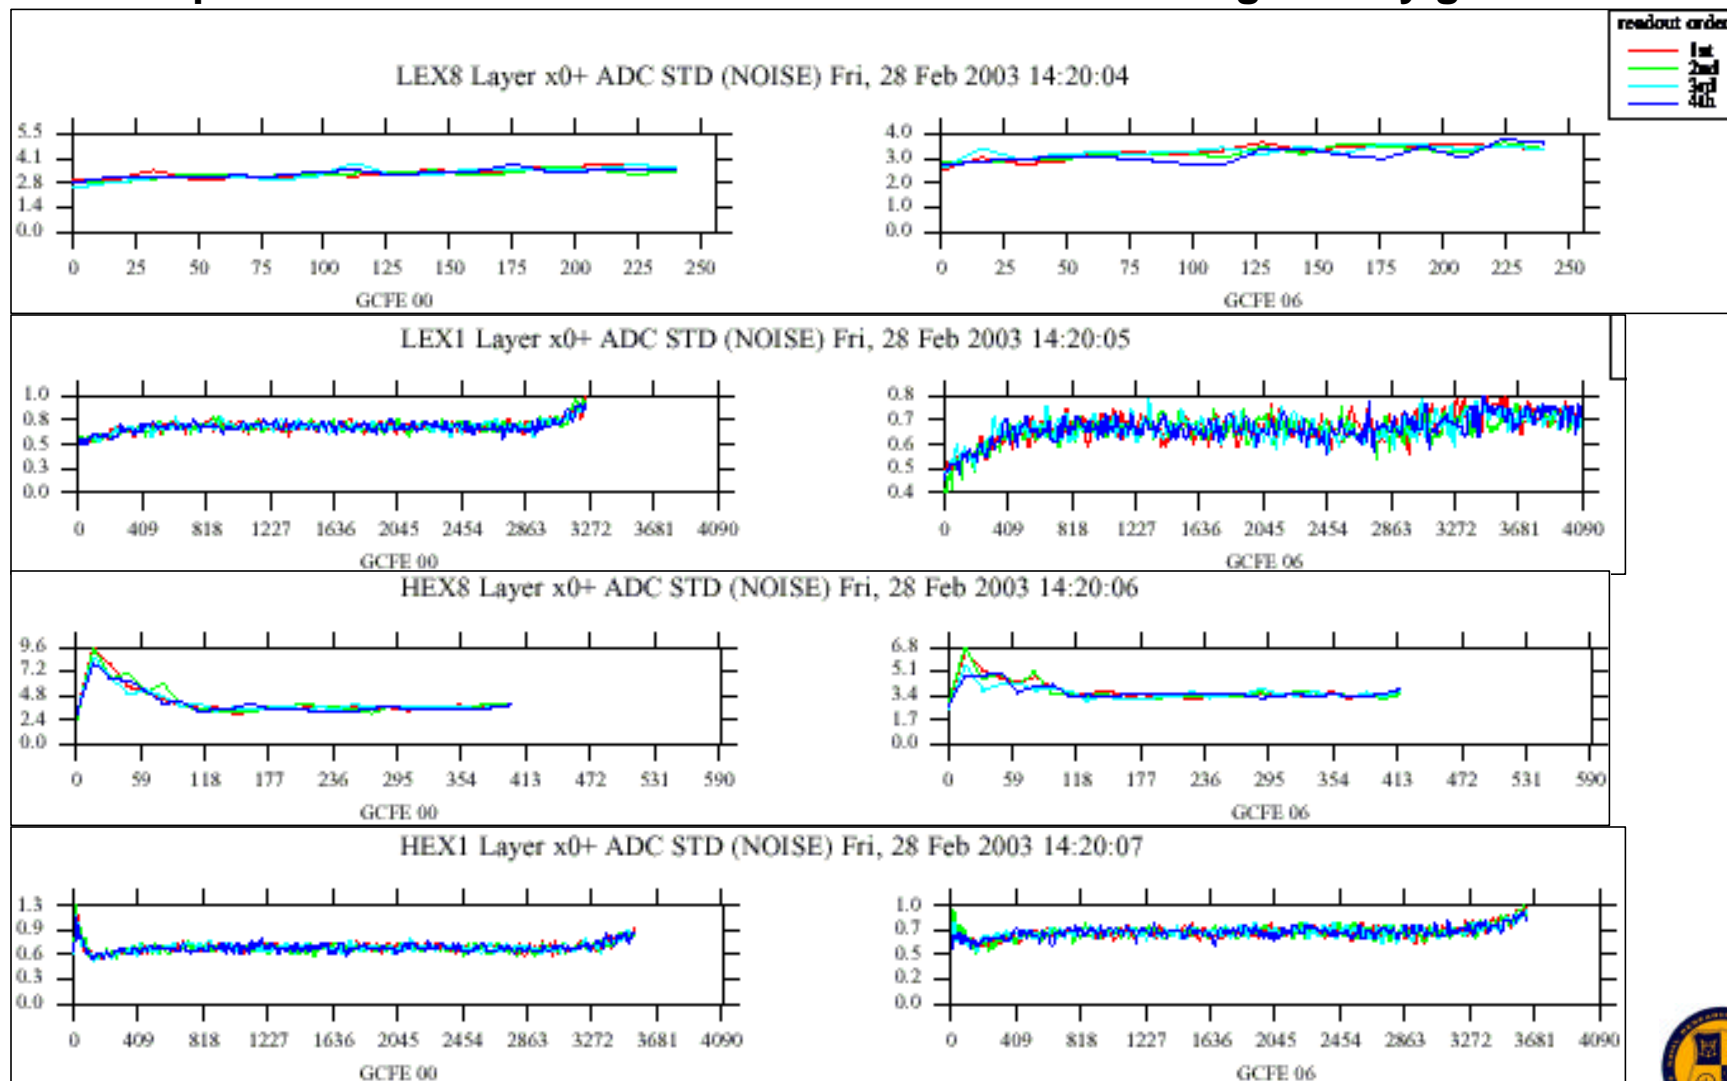 readout order
1st
2nd
3rd
4th
LEX8 Layer x0+ ADC STD (NOISE) Fri, 28 Feb 2003 14:20:04
5.5
4.1
2.8
1.4
0.0
0 25 50 75 100 125 150 175 200 225 250
GCFE 00
4.0
3.0
2.0
1.0
0.0
0 25 50 75 100 125 150 175 200 225 250
GCFE 06
LEX1 Layer x0+ ADC STD (NOISE) Fri, 28 Feb 2003 14:20:05
1.0
0.8
0.5
0.3
0.0
0 409 818 1227 1636 2045 2454 2863 3272 3681 4090
GCFE 00
0.8
0.7
0.6
0.5
0.4
0 409 818 1227 1636 2045 2454 2863 3272 3681 4090
GCFE 06
HEX8 Layer x0+ ADC STD (NOISE) Fri, 28 Feb 2003 14:20:06
9.6
7.2
4.8
2.4
0.0
0 59 118 177 236 295 354 413 472 531 590
GCFE 00
6.8
5.1
3.4
1.7
0.0
0 59 118 177 236 295 354 413 472 531 590
GCFE 06
HEX1 Layer x0+ ADC STD (NOISE) Fri, 28 Feb 2003 14:20:07
1.3
0.9
0.6
0.3
0.0
0 409 818 1227 1636 2045 2454 2863 3272 3681 4090
GCFE 00
1.0
0.7
0.5
0.2
0.0
0 409 818 1227 1636 2045 2454 2863 3272 3681 4090
GCFE 06